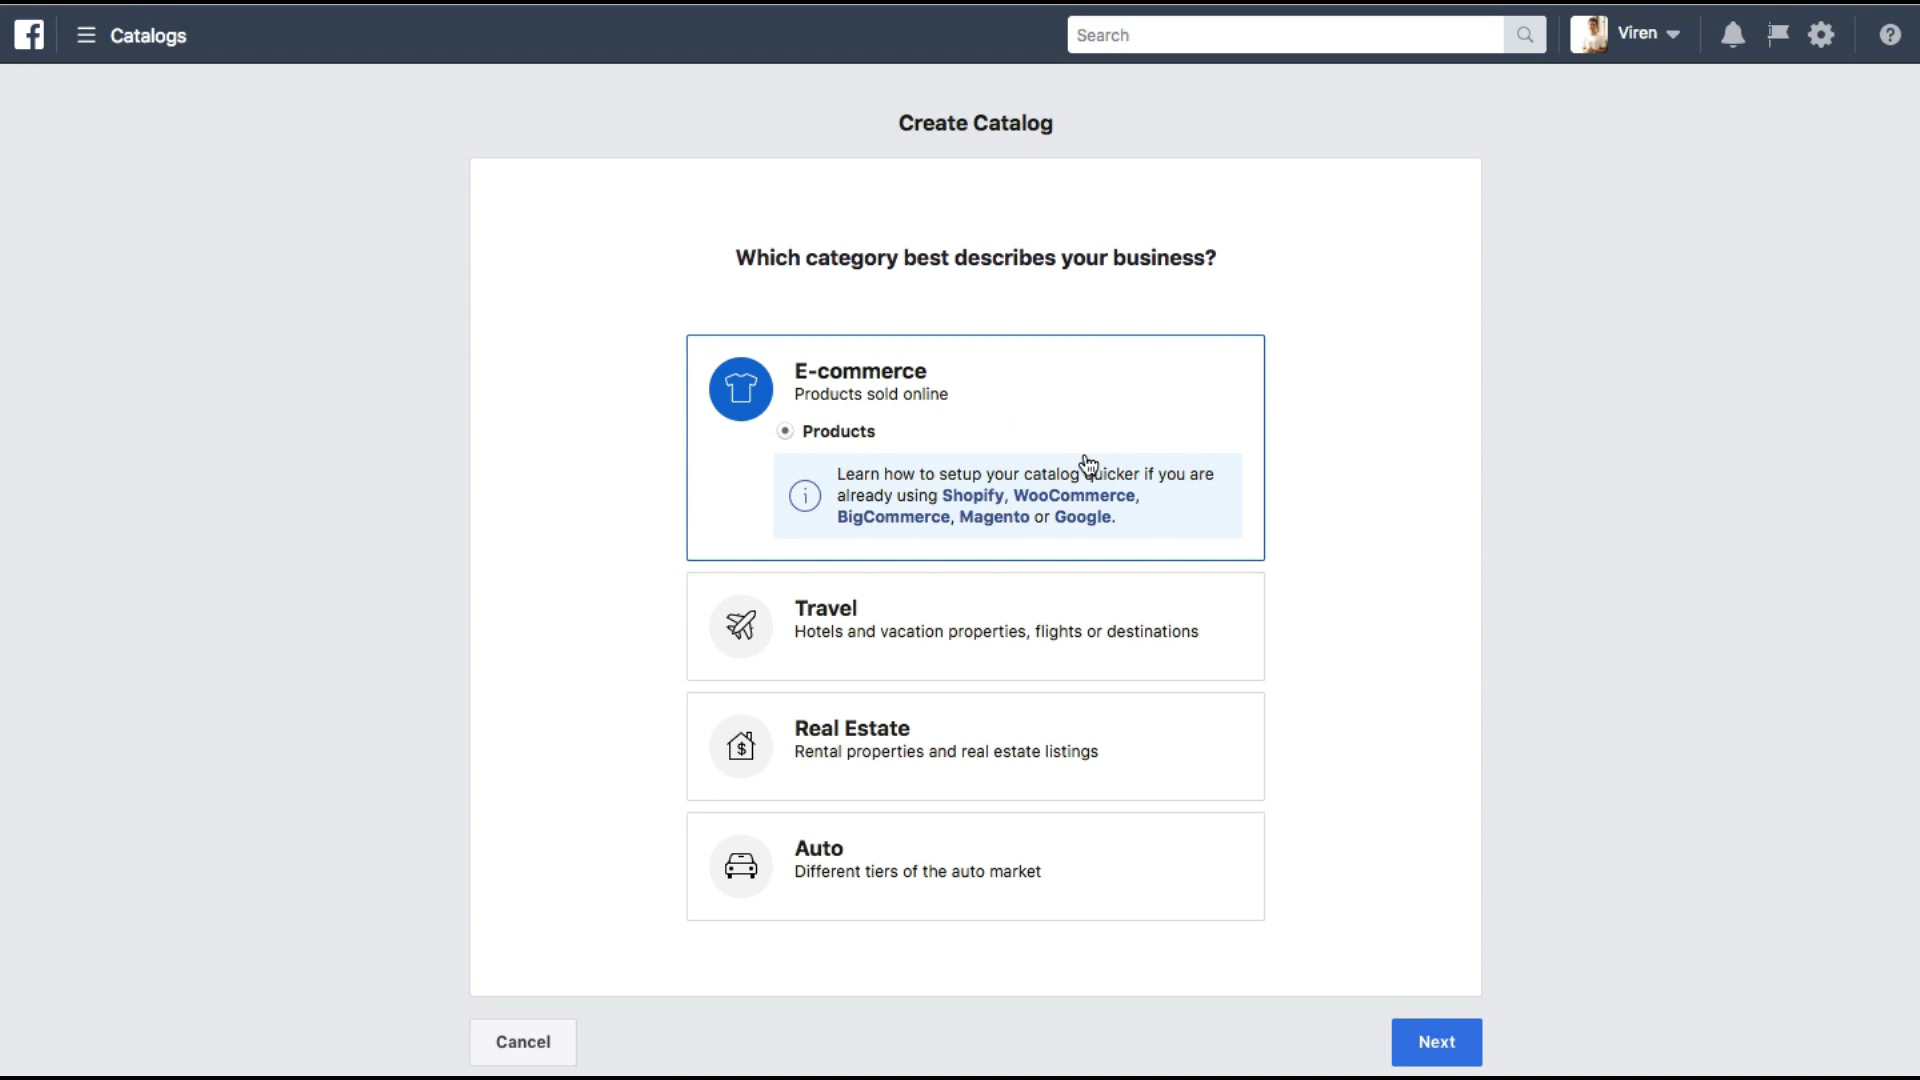 Catalogs
Search
Viren
Create Catalog
Which category best describes your business?
E-commerce
Products sold online
Products
Learn how to setup your catalog quicker if you are
already using Shopify, WooCommerce,
BigCommerce, Magento or Google.
Travel
Hotels and vacation properties, flights or destinations
Real Estate
Rental properties and real estate listings
Auto
Different tiers of the auto market
Cancel
Next